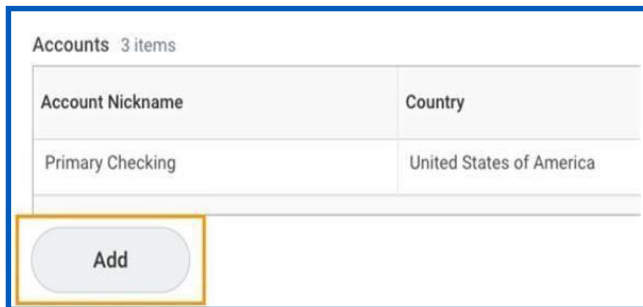 Accounts 3 items
Account Nickname Country
Primary Checking United States of America
Add